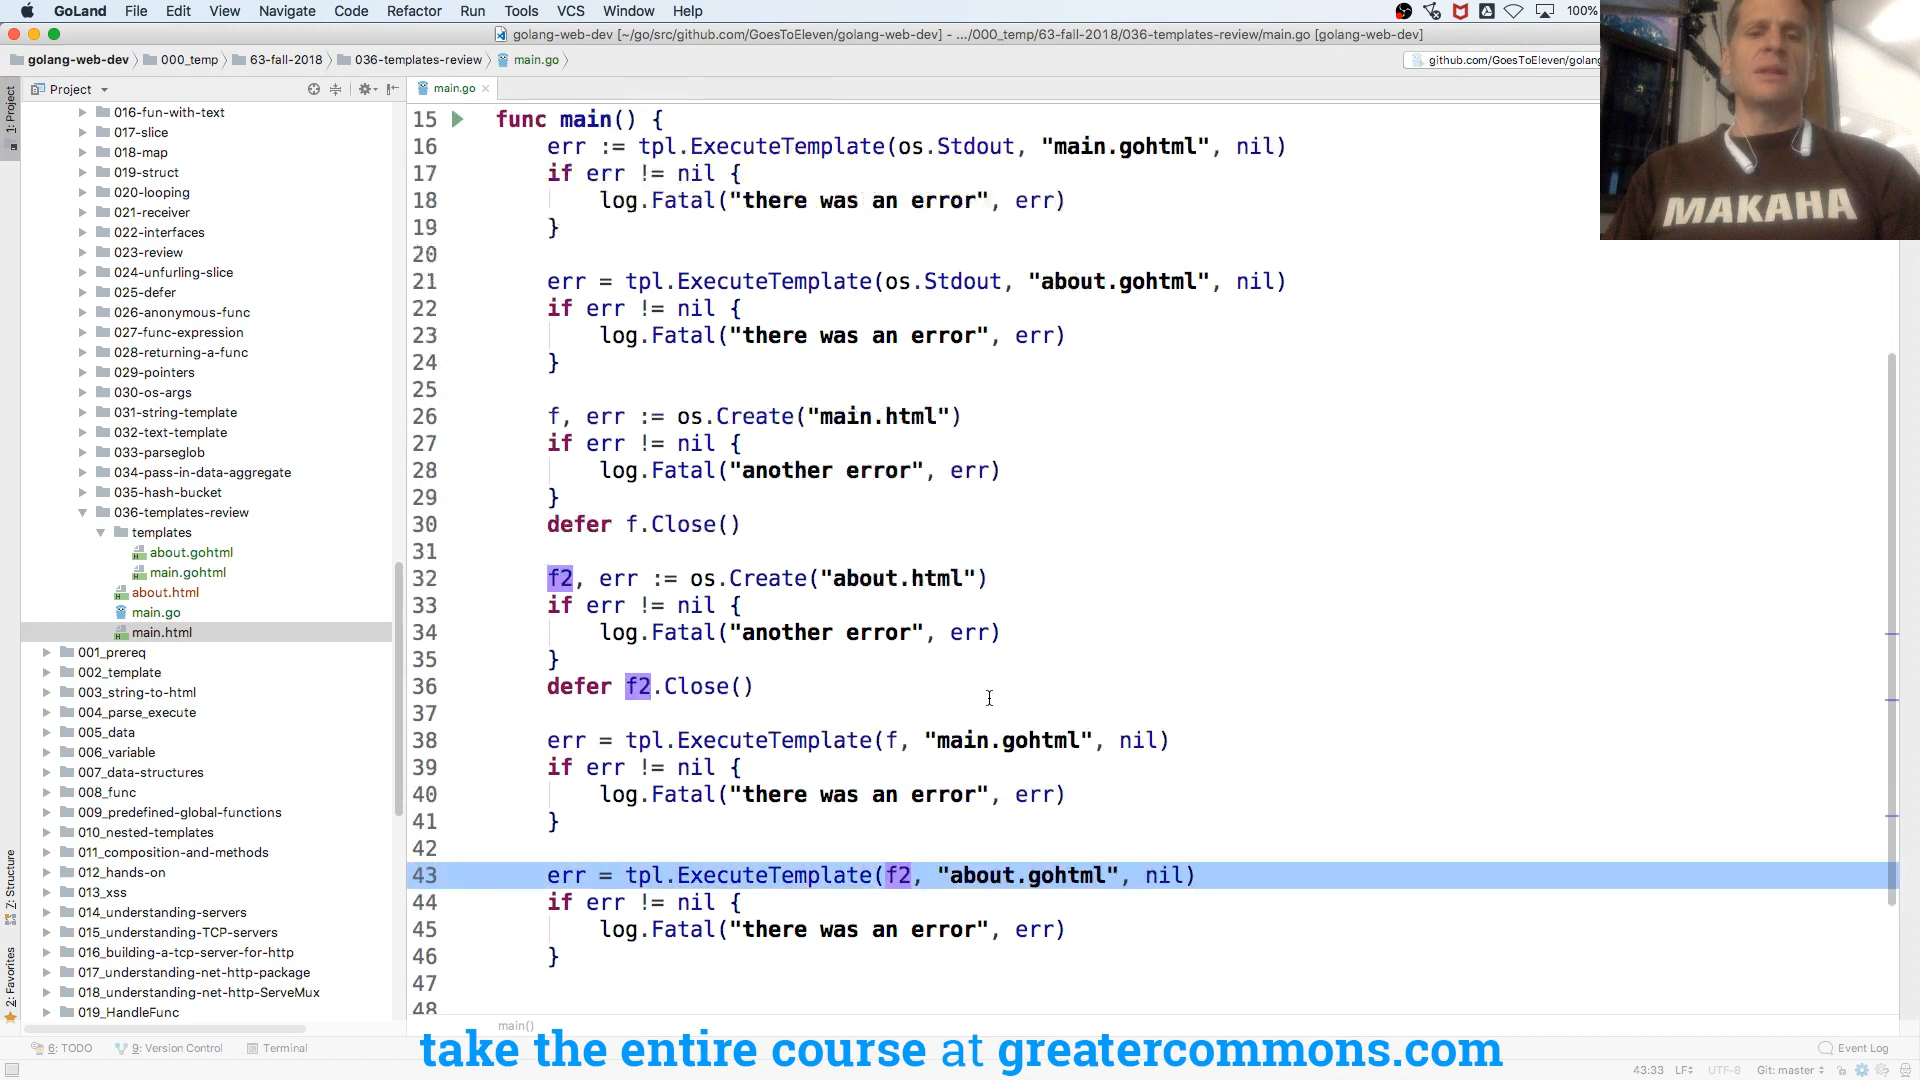 GoLand File Edit View Navigate Code Refactor Run Tools VCS Window Help
100%
golang-web-dev [~/go/src/github.com/GoesToEleven/golang-web-dev] - .../000_temp/63-fall-2018/036-templates-review/main.go [golang-web-dev]
golang-web-dev 000_temp 63-fall-2018 036-templates-review main.go
github.com/GoesToEleven/golang
Project
main.go
1: Project
016-fun-with-text
017-slice
018-map
019-struct
020-looping
021-receiver
022-interfaces
023-review
024-unfurling-slice
025-defer
026-anonymous-func
027-func-expression
028-returning-a-func
029-pointers
030-os-args
031-string-template
032-text-template
033-parseglob
034-pass-in-data-aggregate
035-hash-bucket
036-templates-review
templates
about.gohtml
main.gohtml
about.html
main.go
main.html
001_prereq
002_template
003_string-to-html
004_parse_execute
005_data
006_variable
007_data-structures
008_func
009_predefined-global-functions
010_nested-templates
011_composition-and-methods
012_hands-on
013_xss
014_understanding-servers
015_understanding-TCP-servers
016_building-a-tcp-server-for-http
017_understanding-net-http-package
018_understanding-net-http-ServeMux
019_HandleFunc
7: Structure
2: Favorites
15 func main() {
16 err := tpl.ExecuteTemplate(os.Stdout, "main.gohtml", nil)
17 if err != nil {
18 log.Fatal("there was an error", err)
19 }
20
21 err = tpl.ExecuteTemplate(os.Stdout, "about.gohtml", nil)
22 if err != nil {
23 log.Fatal("there was an error", err)
24 }
25
26 f, err := os.Create("main.html")
27 if err != nil {
28 log.Fatal("another error", err)
29 }
30 defer f.Close()
31
32 f2, err := os.Create("about.html")
33 if err != nil {
34 log.Fatal("another error", err)
35 }
36 defer f2.Close()
37
38 err = tpl.ExecuteTemplate(f, "main.gohtml", nil)
39 if err != nil {
40 log.Fatal("there was an error", err)
41 }
42
43 err = tpl.ExecuteTemplate(f2, "about.gohtml", nil)
44 if err != nil {
45 log.Fatal("there was an error", err)
46 }
47
48
main()
MAKAHA
take the entire course at greatercommons.com
6: TODO 9: Version Control Terminal
Event Log
43:33 LF UTF-8 Git: master